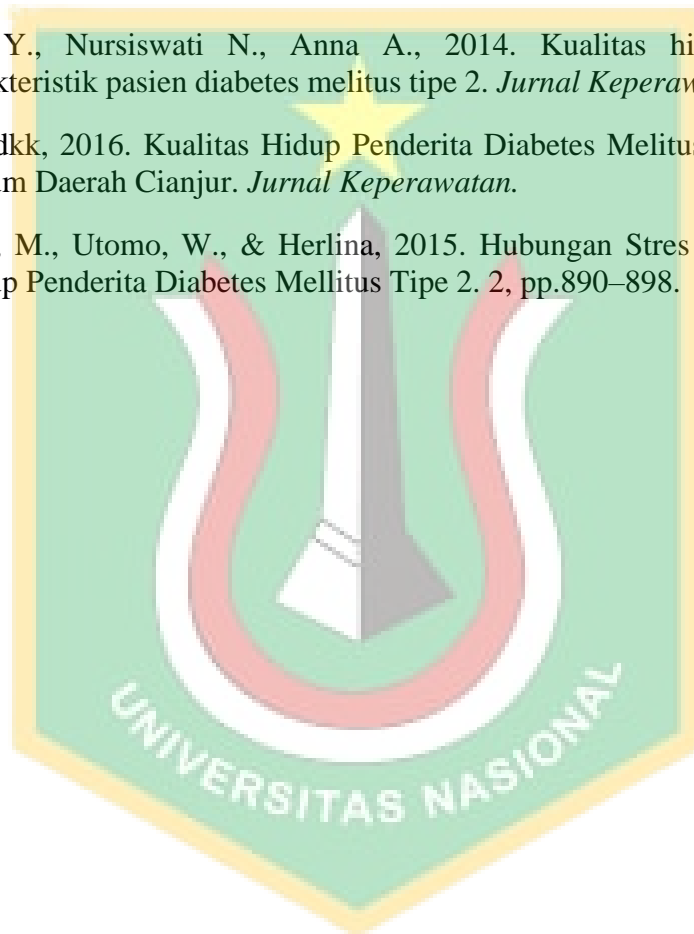 Y., Nursiswati N., Anna A., 2014. Kualitas hi
kteristik pasien diabetes melitus tipe 2. Jurnal Keperaw
dkk, 2016. Kualitas Hidup Penderita Diabetes Melitus
um Daerah Cianjur. Jurnal Keperawatan.
, M., Utomo, W., & Herlina, 2015. Hubungan Stres
up Penderita Diabetes Mellitus Tipe 2. 2, pp.890–898.
UNIVERSITAS NASIONAL